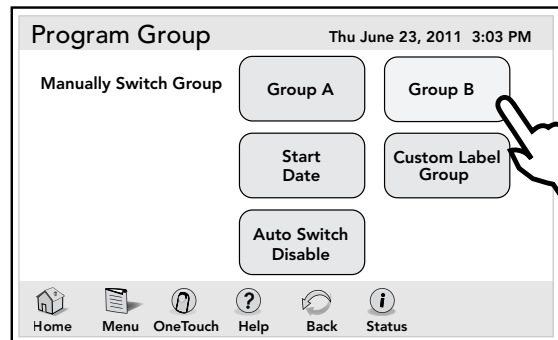 Program Group
Thu June 23, 2011 3:03 PM
Manually Switch Group
Group A
Group B
Start
Date
Custom Label
Group
Auto Switch
Disable
?
i
Home Menu OneTouch Help Back Status